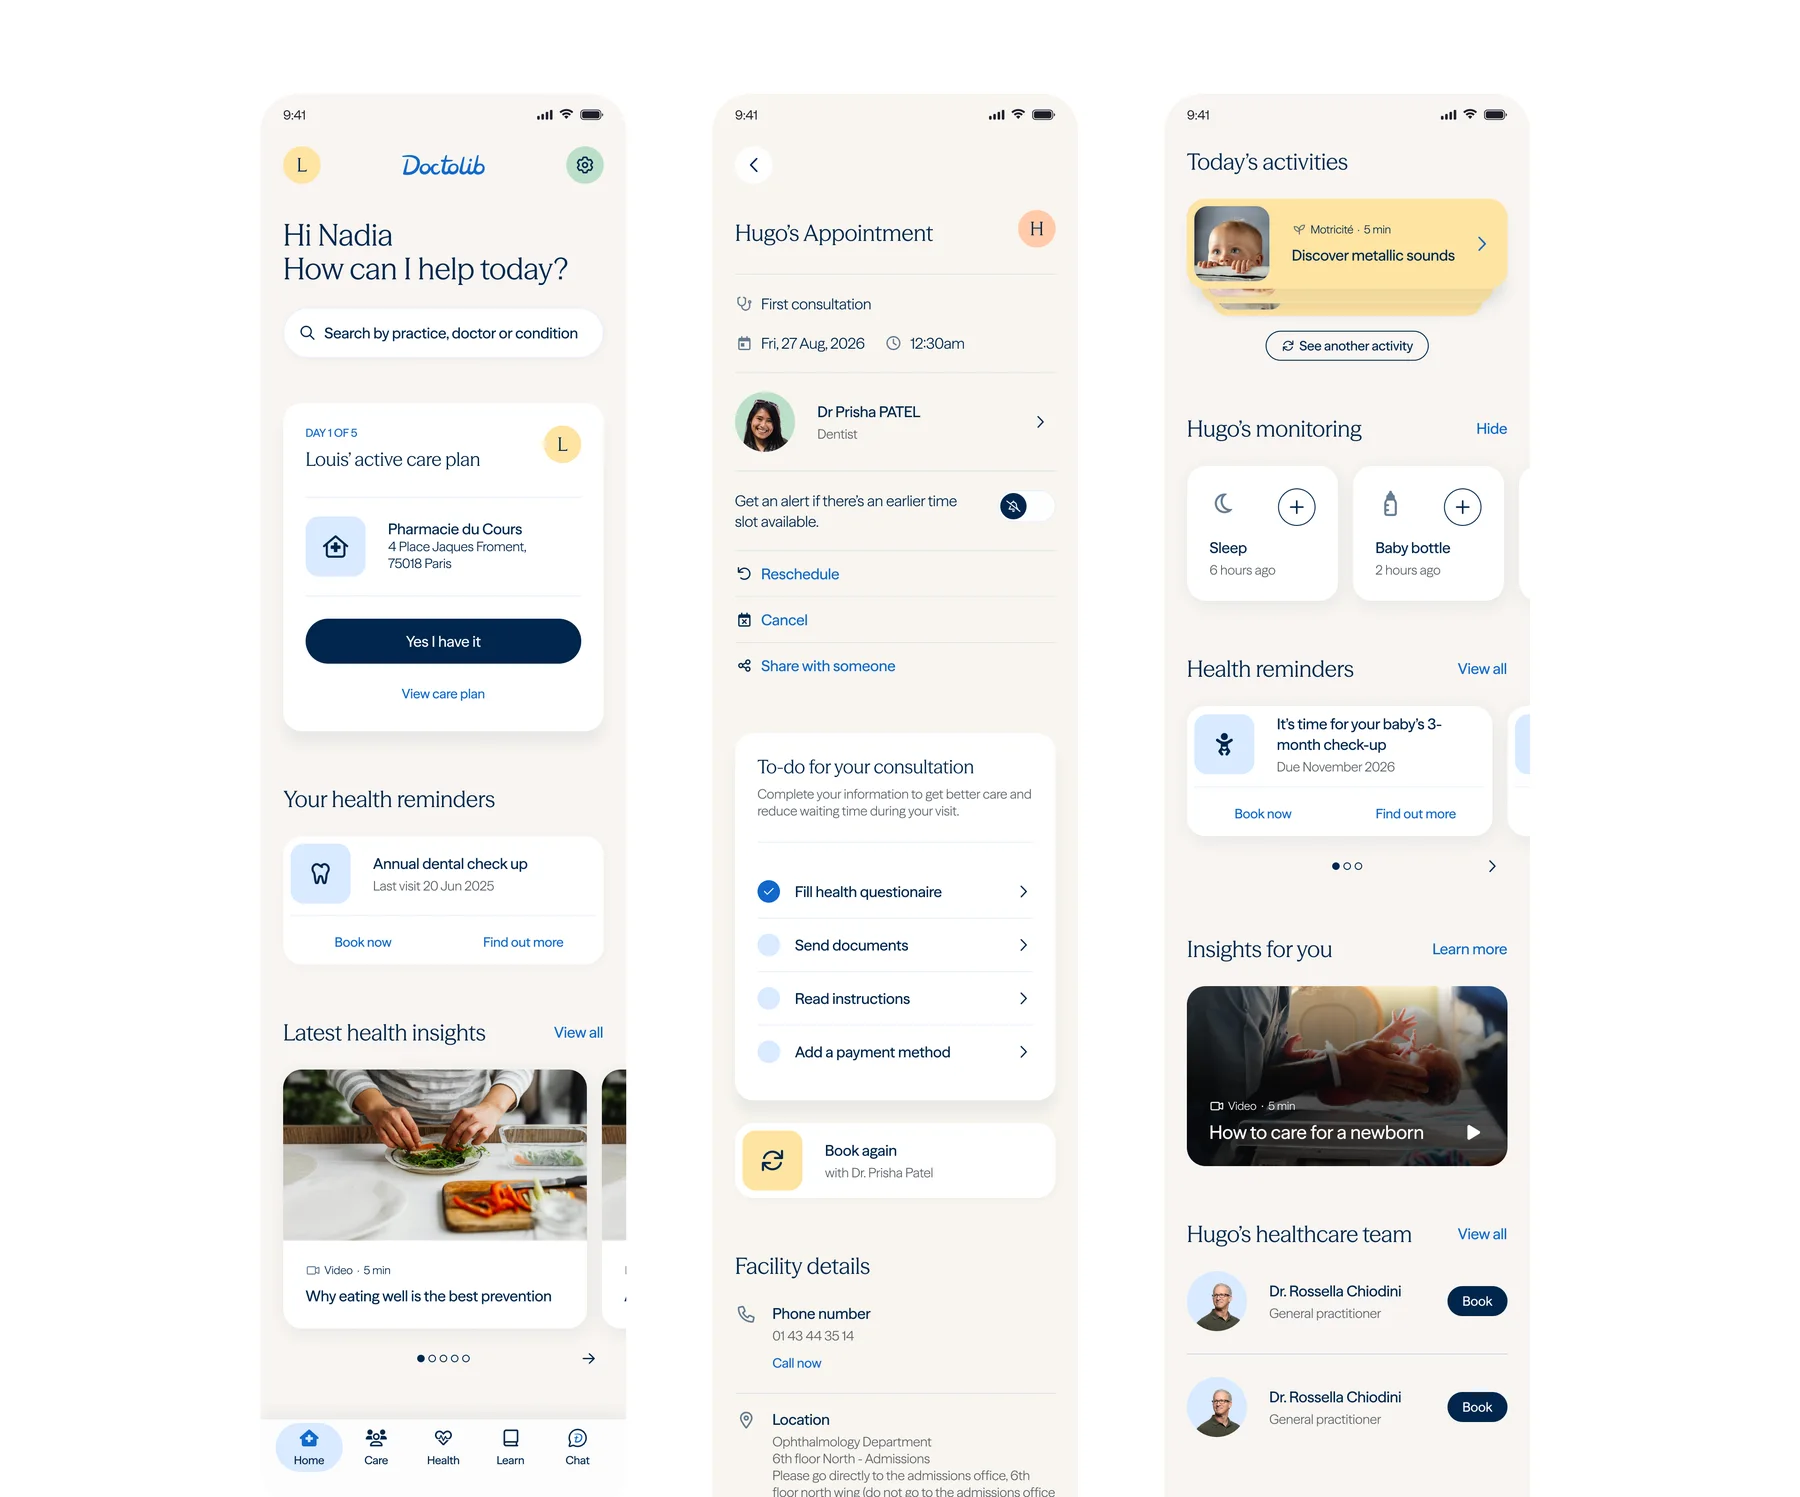 9:41
L
Doctolib
Hi Nadia
How can I help today?
Search by practice, doctor or condition
DAY 1 OF 5
Louis' active care plan
L
Pharmacie du Cours
4 Place Jaques Froment,
75018 Paris
Yes I have it
View care plan
Your health reminders
Annual dental check up
Last visit 20 Jun 2025
Book now
Find out more
Latest health insights
View all
Video · 5 min
Why eating well is the best prevention
Home
Care
Health
Learn
Chat
9:41
Hugo's Appointment
H
First consultation
Fri, 27 Aug, 2026
12:30am
Dr Prisha PATEL
Dentist
Get an alert if there's an earlier time
slot available.
Reschedule
Cancel
Share with someone
To-do for your consultation
Complete your information to get better care and
reduce waiting time during your visit.
Fill health questionaire
Send documents
Read instructions
Add a payment method
Book again
with Dr. Prisha Patel
Facility details
Phone number
01 43 44 35 14
Call now
Location
Ophthalmology Department
6th floor North - Admissions
Please go directly to the admissions office, 6th
floor north wing (do not go to the admissions office
9:41
Today's activities
Motricité · 5 min
Discover metallic sounds
See another activity
Hugo's monitoring
Hide
Sleep
6 hours ago
Baby bottle
2 hours ago
Health reminders
View all
It's time for your baby's 3-
month check-up
Due November 2026
Book now
Find out more
Insights for you
Learn more
Video · 5 min
How to care for a newborn
Hugo's healthcare team
View all
Dr. Rossella Chiodini
General practitioner
Book
Dr. Rossella Chiodini
General practitioner
Book